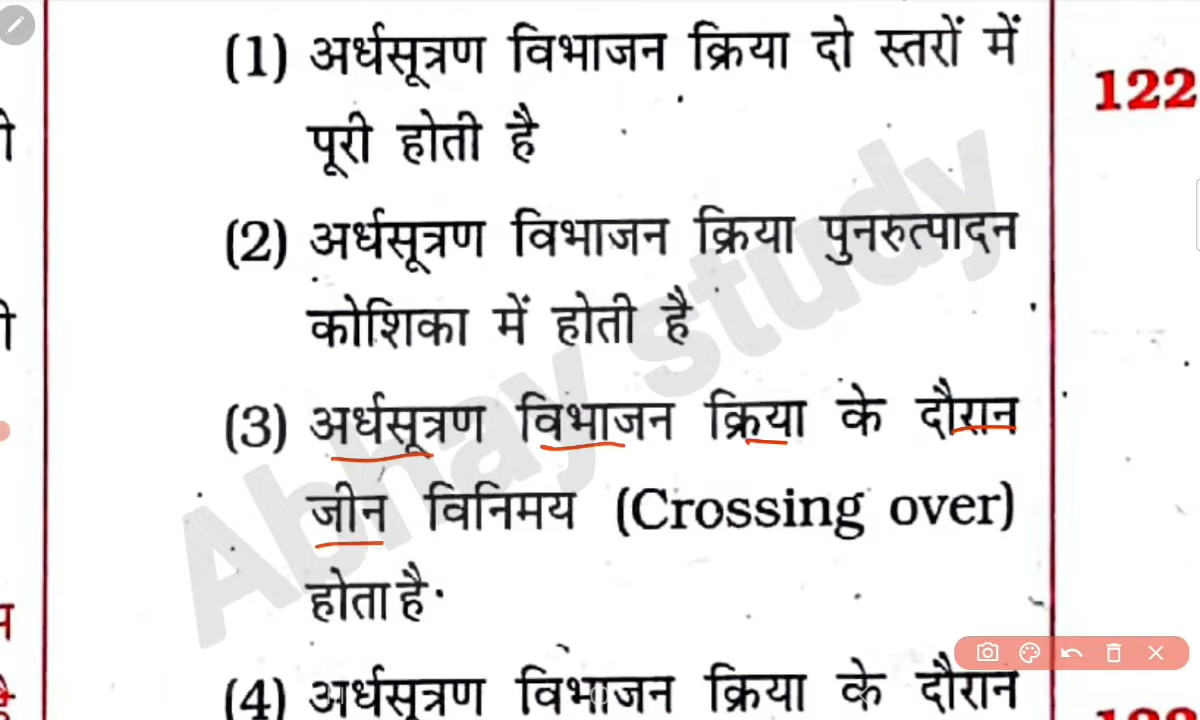 (1) अर्धसूत्रण विभाजन क्रिया दो स्तरों में
पूरी होती है
(2) अर्धसूत्रण विभाजन क्रिया पुनरुत्पादन
कोशिका में होती है
(3) अर्धसूत्रण विभाजन क्रिया के दौरान
जीन विनिमय (Crossing over)
होता है
(4) अर्धसूत्रण विभाजन क्रिया के दौरान
122
Abhay study